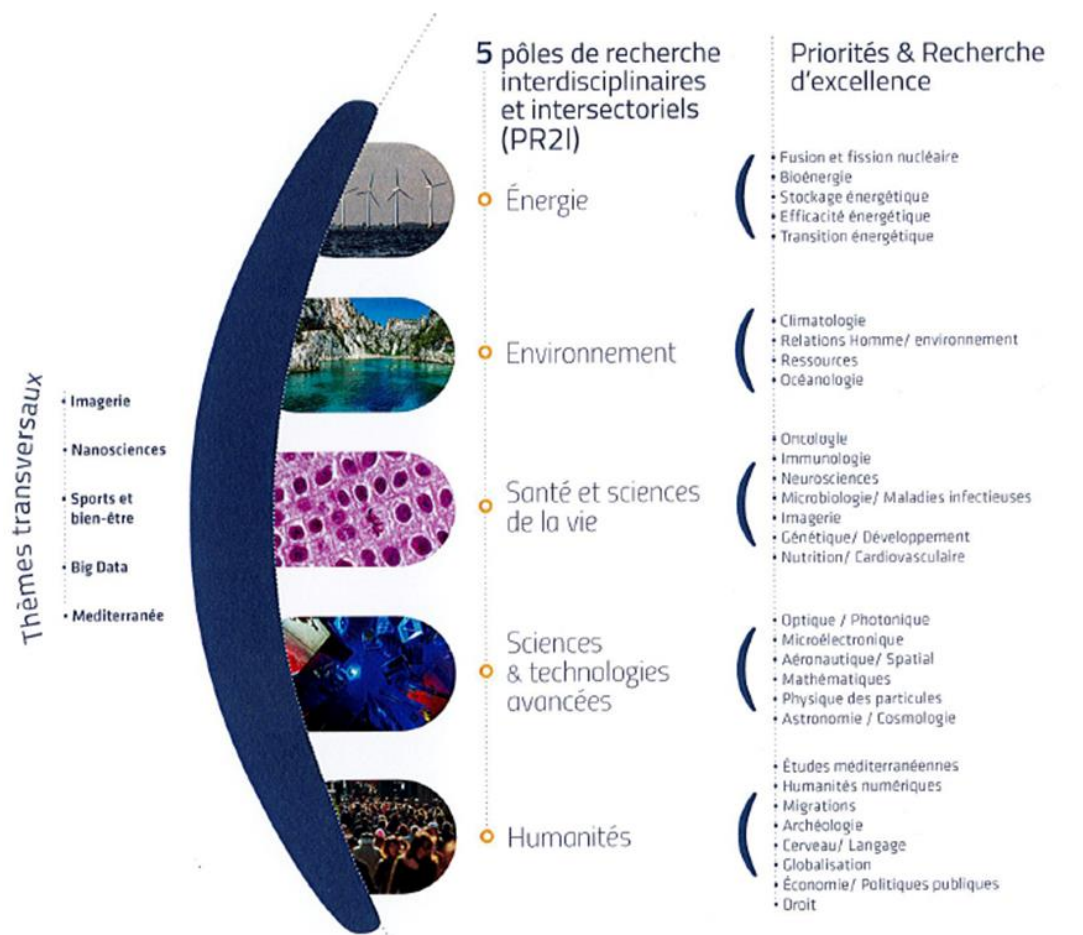 Thèmes transversaux
• Imagerie
• Nanosciences
• Sports et
bien-être
• Big Data
• Mediterranée
5 pôles de recherche
interdisciplinaires
et intersectoriels
(PR2I)
Énergie
Environnement
Santé et sciences
de la vie
Sciences
& technologies
avancées
Humanités
Priorités & Recherche
d'excellence
• Fusion et fission nucléaire
• Bioénergie
• Stockage énergétique
• Efficacité énergétique
• Transition énergétique
• Climatologie
• Relations Homme/ environnement
• Ressources
• Océanologie
• Oncologie
• Immunologie
• Neurosciences
• Microbiologie/ Maladies infectieuses
• Imagerie
• Génétique/ Développement
• Nutrition/ Cardiovasculaire
• Optique / Photonique
• Microélectronique
• Aéronautique/ Spatial
• Mathématiques
• Physique des particules
• Astronomie / Cosmologie
• Études méditerranéennes
• Humanités numériques
• Migrations
• Archéologie
• Cerveau/ Langage
• Globalisation
• Économie/ Politiques publiques
• Droit